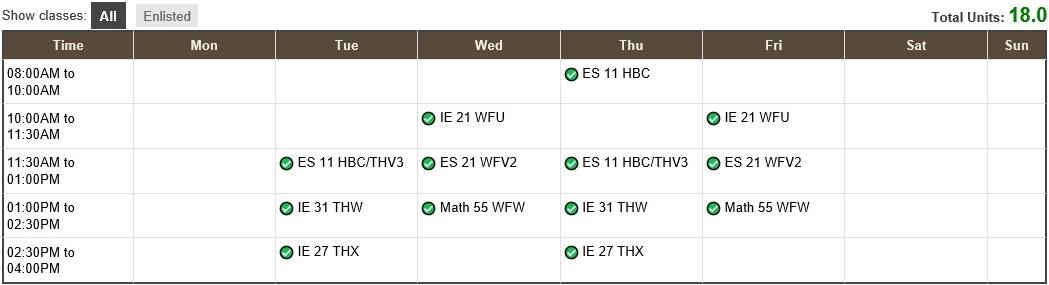 Show classes: All Enlisted Total Units: 18.0
Time Mon Tue Wed Thu Fri Sat Sun
08:00AM to
10:00AM
ES 11 HBC
10:00AM to
11:30AM
IE 21 WFU IE 21 WFU
11:30AM to
01:00PM
ES 11 HBC/THV3 ES 21 WFV2 ES 11 HBC/THV3 ES 21 WFV2
01:00PM to
02:30PM
IE 31 THW Math 55 WFW IE 31 THW Math 55 WFW
02:30PM to
04:00PM
IE 27 THX IE 27 THX